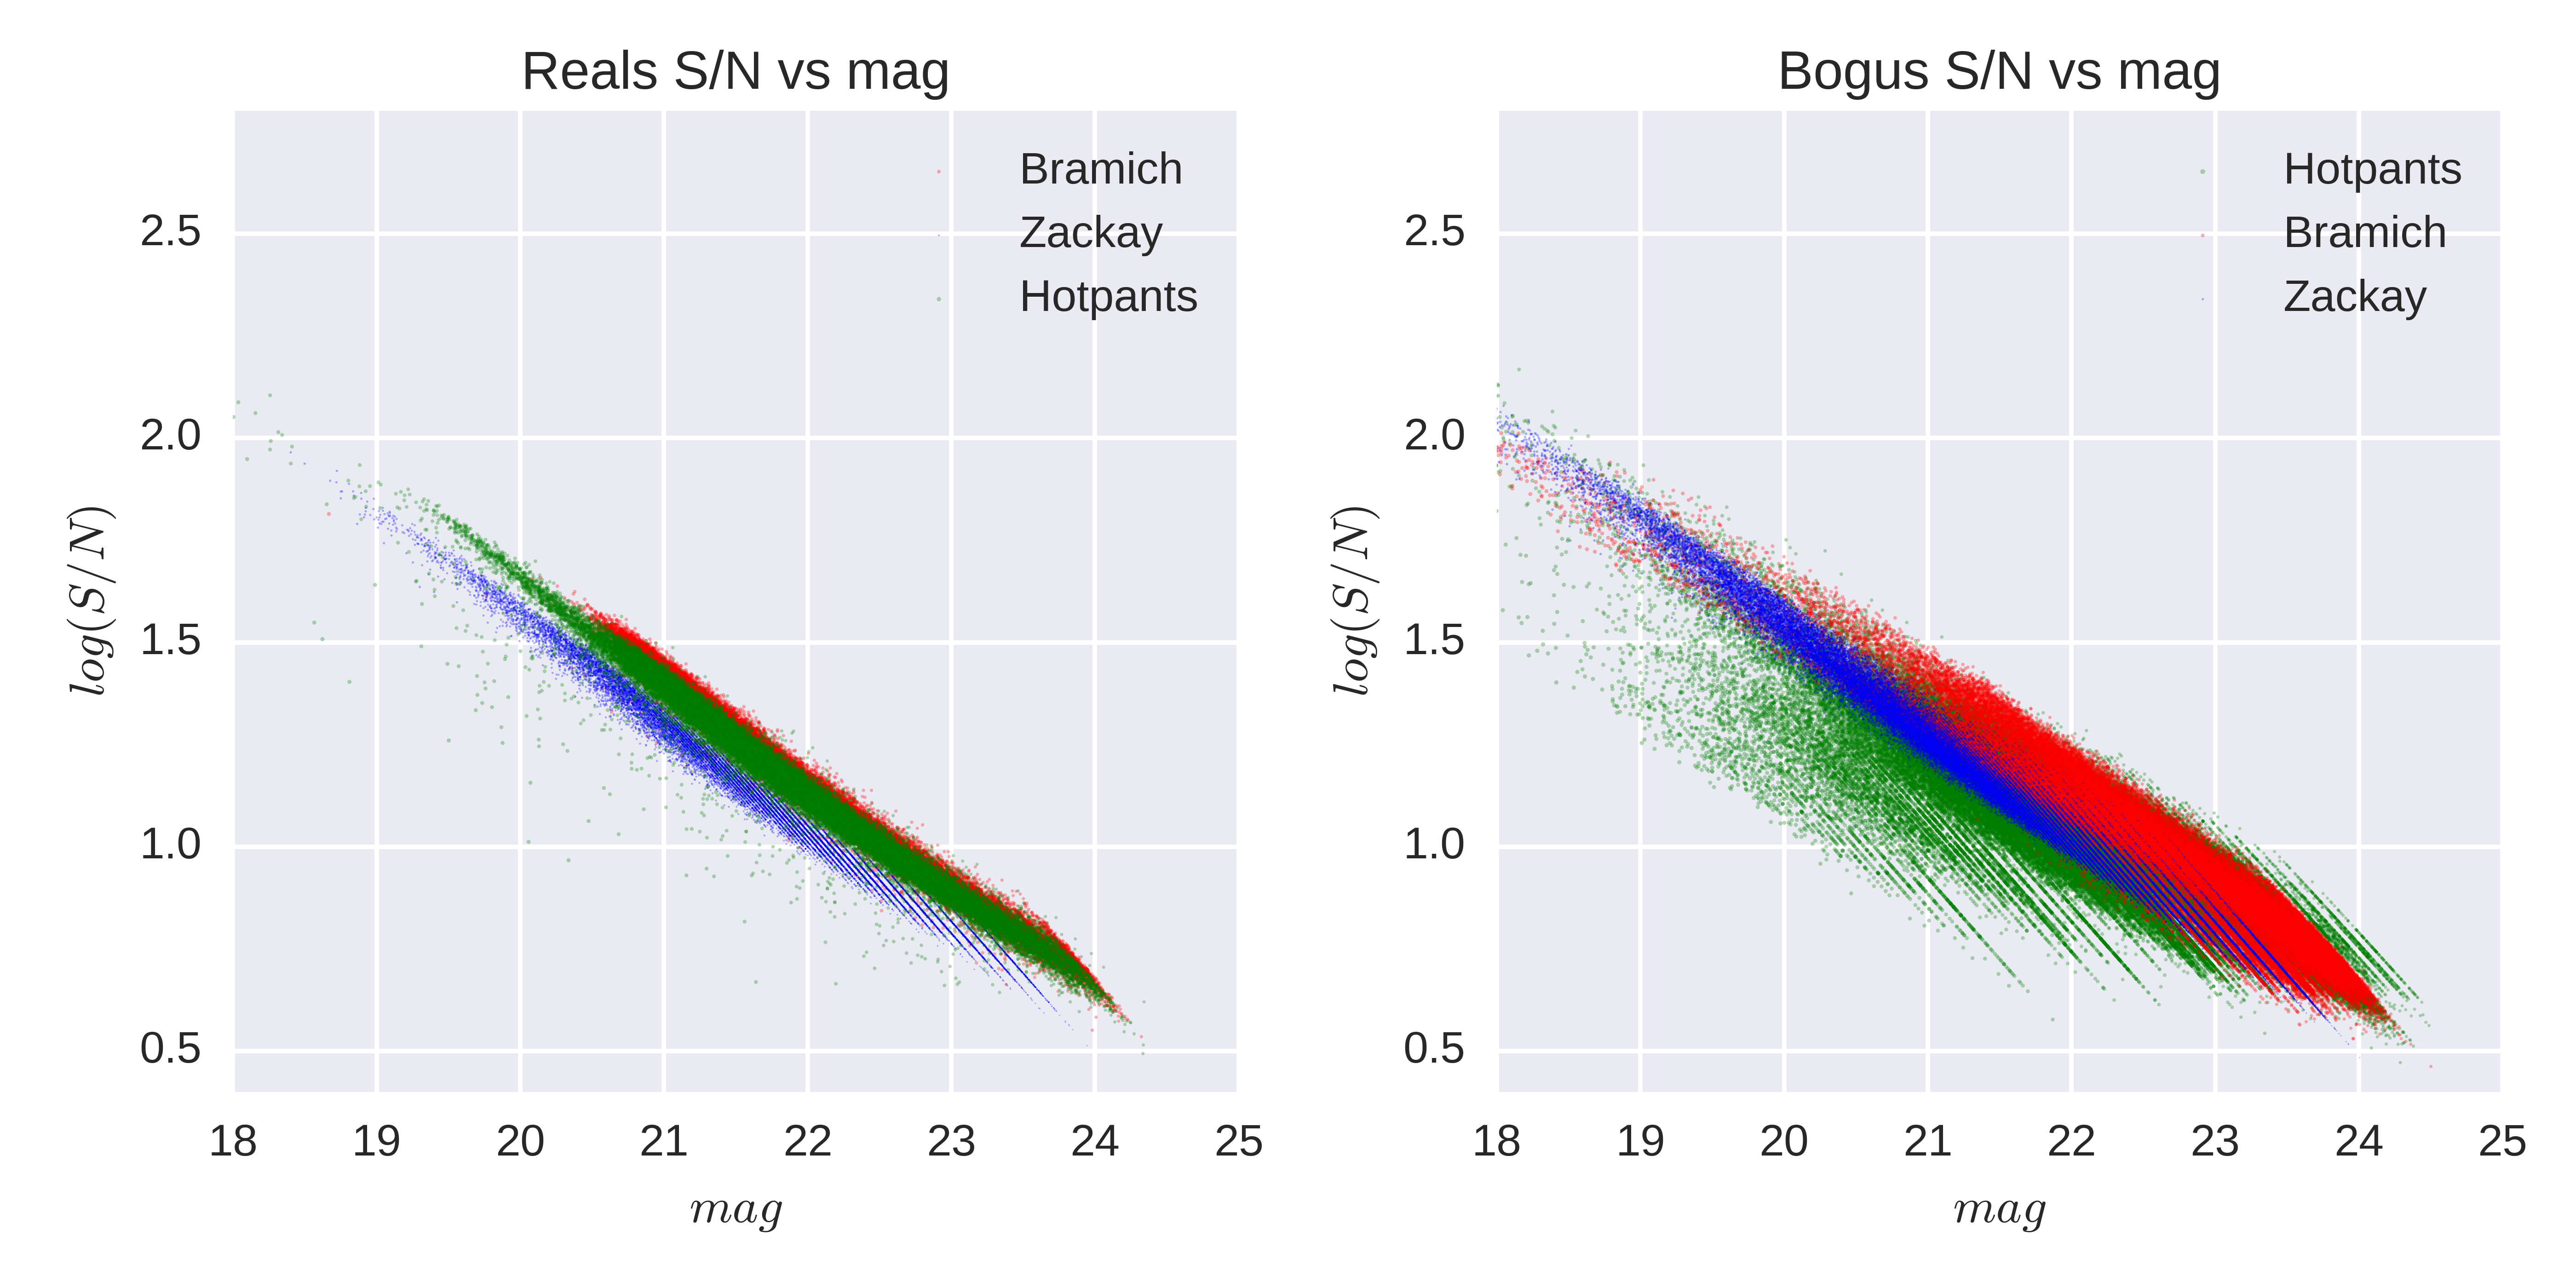 Reals S/N vs mag
Bramich
Zackay
Hotpants
2.5
2.0
1.5
1.0
0.5
log(S/N)
18 19 20 21 22 23 24 25
mag
Bogus S/N vs mag
Hotpants
Bramich
Zackay
2.5
2.0
1.5
1.0
0.5
log(S/N)
18 19 20 21 22 23 24 25
mag